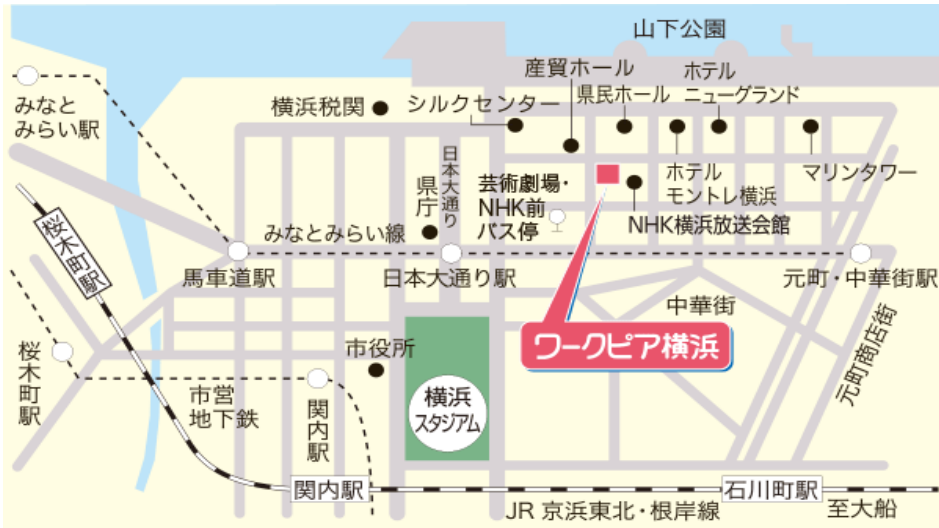 山下公園
産貿ホール
ホテル
ニューグランド
みなと
みらい駅
横浜税関
シルクセンター
県民ホール
日本大通り
県庁
芸術劇場・
NHK前
バス停
ホテル
モントレ横浜
マリンタワー
NHK横浜放送会館
桜木町駅
みなとみらい線
馬車道駅
日本大通り駅
元町・中華街駅
中華街
ワークピア横浜
桜木町駅
市役所
元町商店街
市営
地下鉄
関内駅
横浜
スタジアム
関内駅
石川町駅
JR 京浜東北・根岸線
至大船